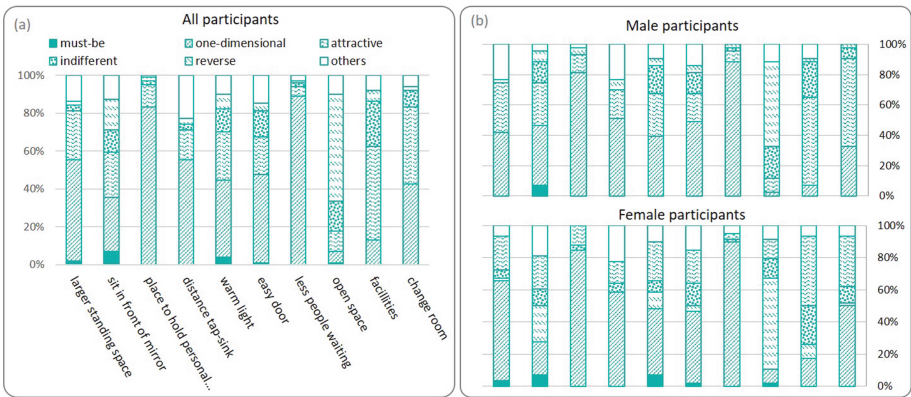 (a)
All participants
must-be
one-dimensional
attractive
indifferent
reverse
others
100%
80%
60%
40%
20%
0%
larger standing space
sit in front of mirror
place to hold personal...
distance tap-sink
warm light
easy door
less people waiting
open space
facillities
change room
(b)
Male participants
100%
80%
60%
40%
20%
0%
Female participants
100%
80%
60%
40%
20%
0%